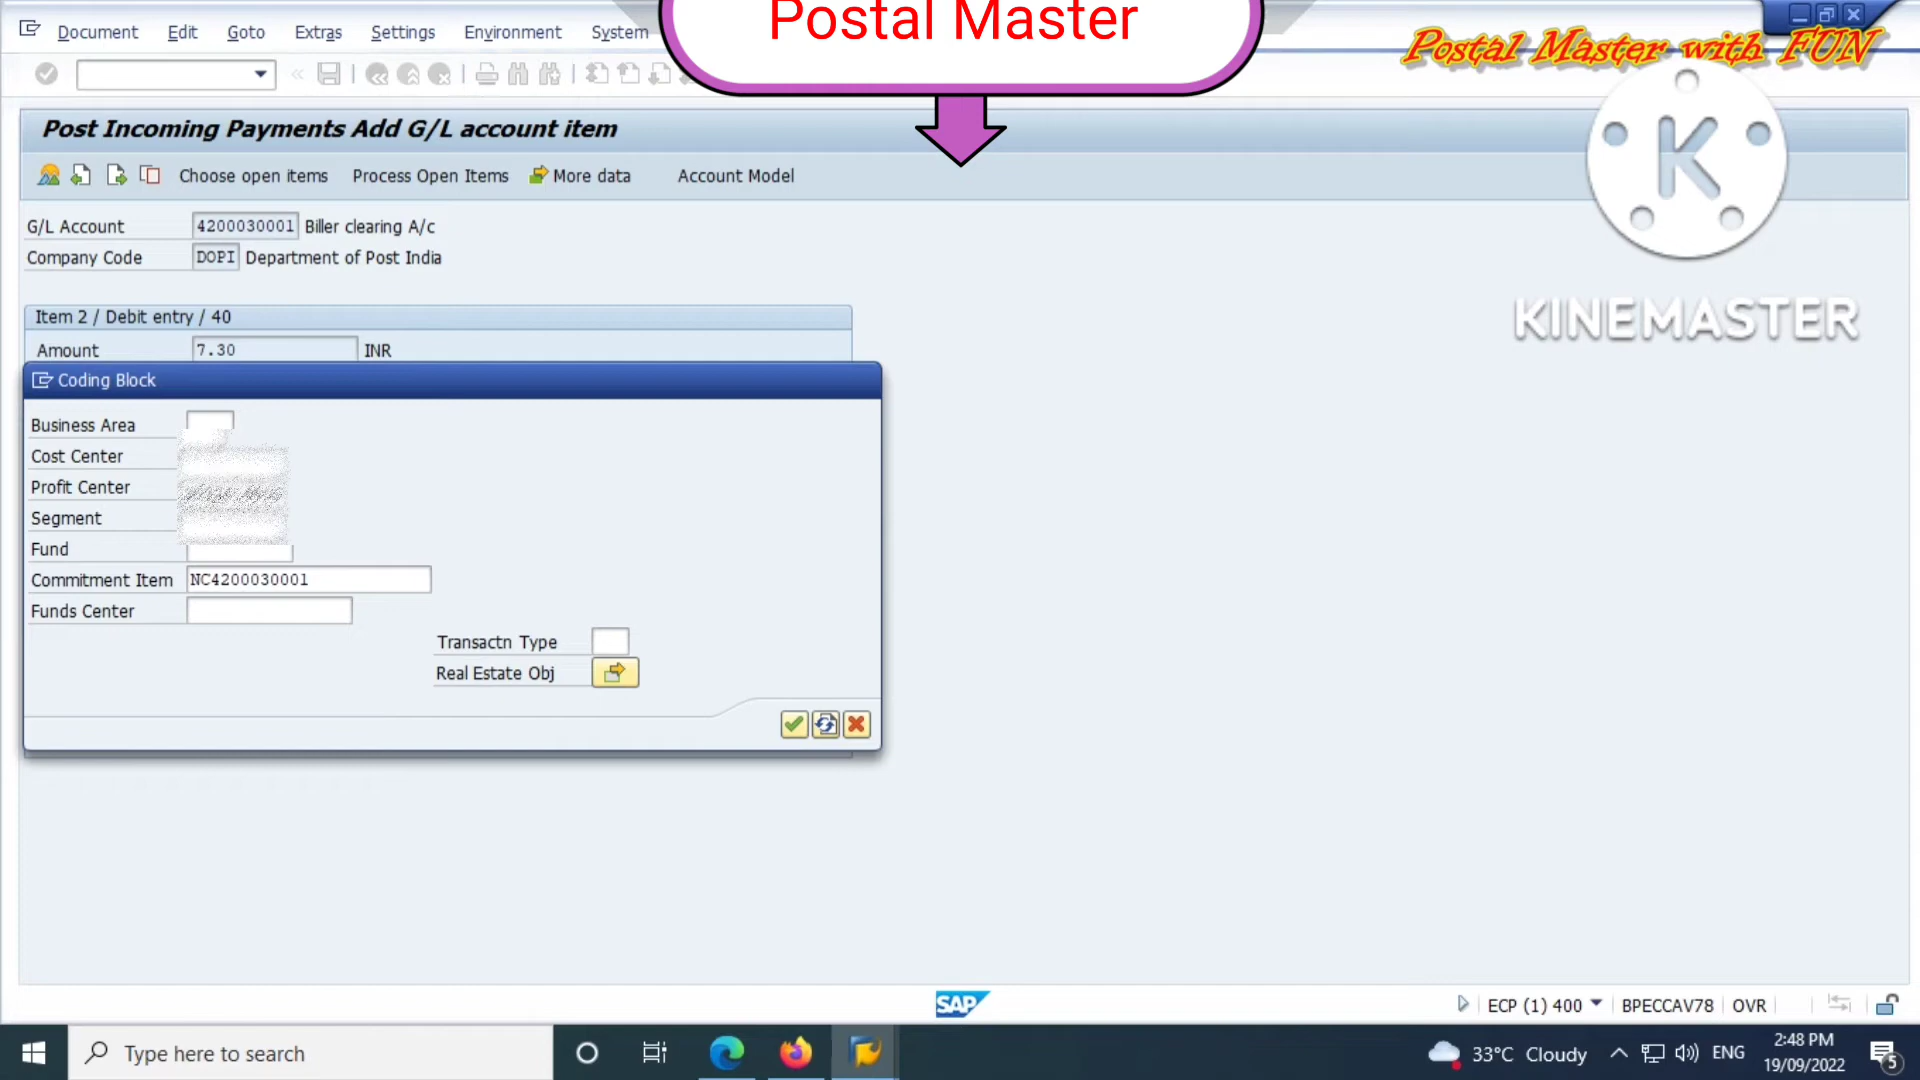 Postal Master
Document Edit Goto Extras Settings Environment System
Postal Master with FUN
Post Incoming Payments Add G/L account item
Choose open items Process Open Items More data Account Model
K
KINEMASTER
G/L Account 4200030001 Biller clearing A/c
Company Code DOPI Department of Post India
Item 2 / Debit entry / 40
Amount 7.30 INR
Coding Block
Business Area
Cost Center
Profit Center
Segment
Fund
Commitment Item NC4200030001
Funds Center
Transactn Type
Real Estate Obj
SAP
ECP (1) 400 BPECCAV78 OVR
Type here to search
33°C Cloudy ENG
2:48 PM
19/09/2022
5